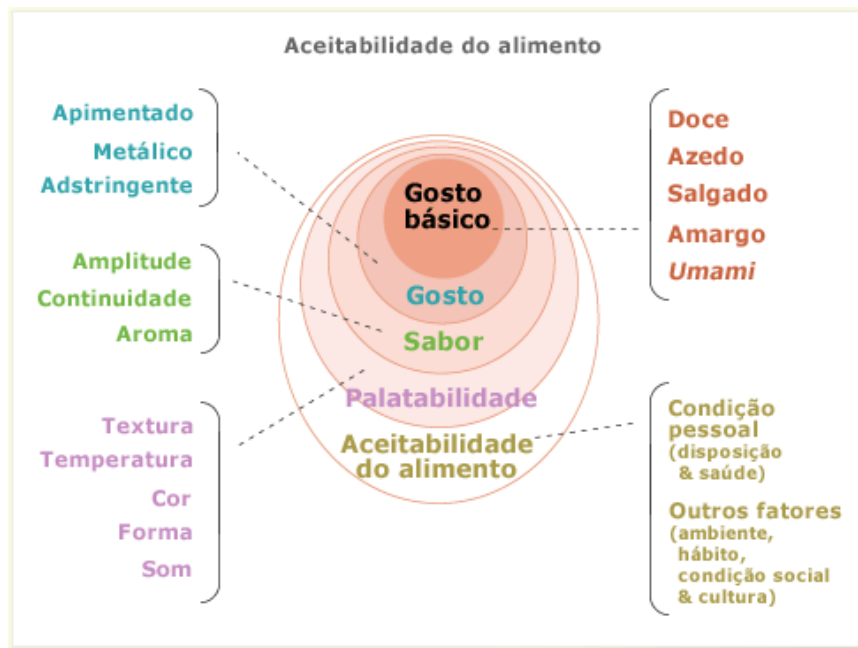 Aceitabilidade do alimento
Apimentado
Metálico
Adstringente
Amplitude
Continuidade
Aroma
Textura
Temperatura
Cor
Forma
Som
Gosto
básico
Gosto
Sabor
Palatabilidade
Aceitabilidade
do alimento
Doce
Azedo
Salgado
Amargo
Umami
Condição
pessoal
(disposição
& saúde)
Outros fatores
(ambiente,
hábito,
condição social
& cultura)